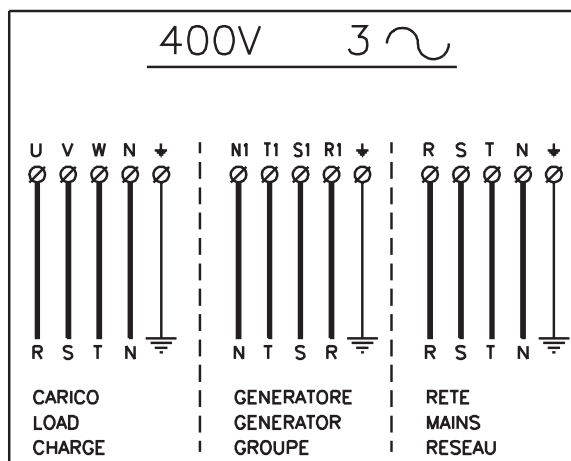 400V 3
U V W N N1 T1 S1 R1 R S T N
R S T N N T S R R S T N
CARICO GENERATORE RETE
LOAD GENERATOR MAINS
CHARGE GROUPE RESEAU